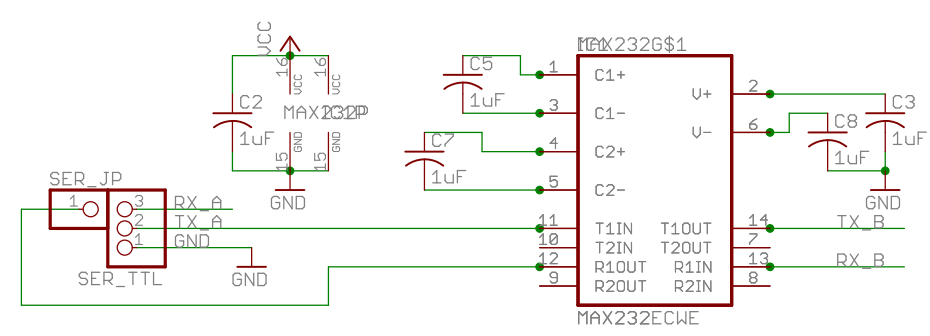 VCC
16
VCC
16
VCC
C2
1uF
15
GND
15
GND
GND
C5
1uF
C7
1uF
MAX232G$1
1
C1+
3
C1-
4
C2+
5
C2-
11
T1IN
10
T2IN
12
R1OUT
9
R2OUT
2
V+
6
V-
14
T1OUT
7
T2OUT
13
R1IN
8
R2IN
MAX232ECWE
C3
1uF
C8
1uF
GND
TX_B
RX_B
SER_JP
1
3
RX_A
2
TX_A
1
GND
SER_TTL
GND